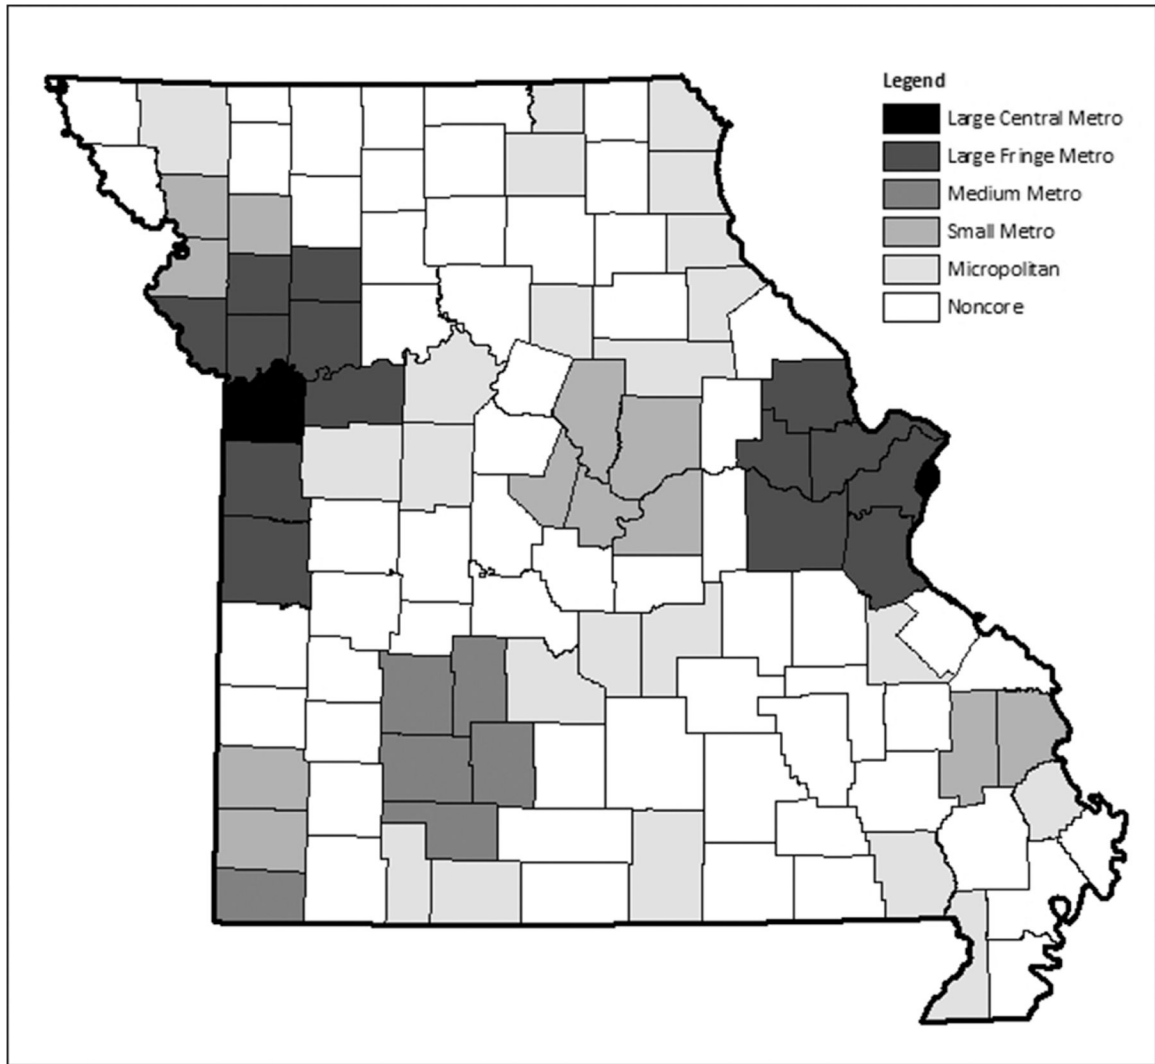 Legend
Large Central Metro
Large Fringe Metro
Medium Metro
Small Metro
Micropolitan
Noncore